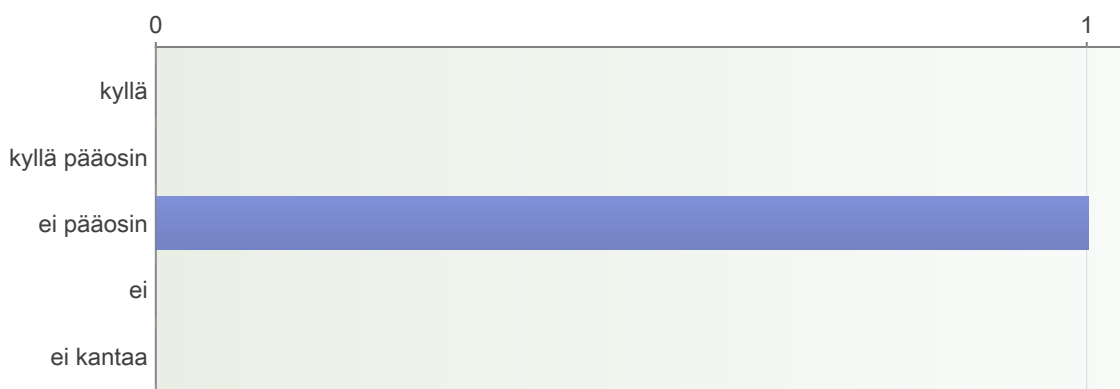 0 1
kyllä
kyllä pääosin
ei pääosin
ei
ei kantaa